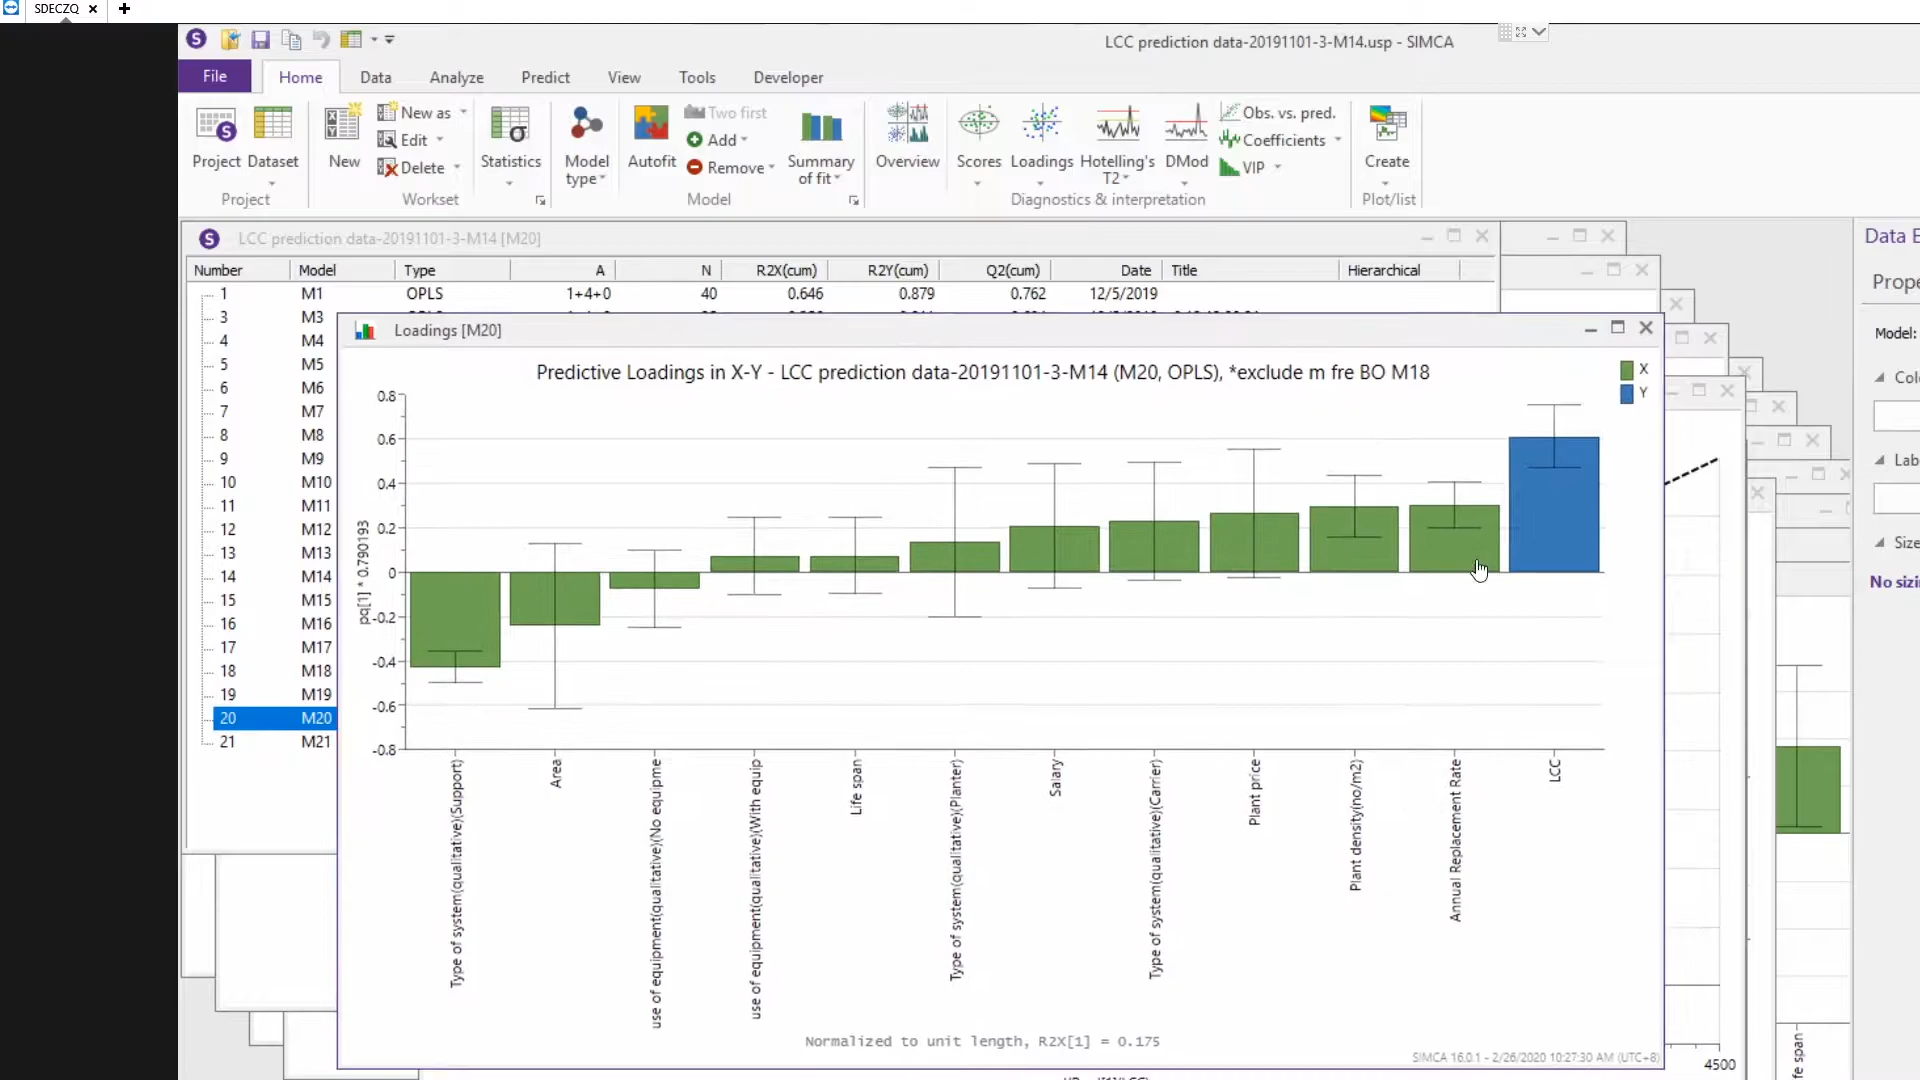 SDECZQ
LCC prediction data-20191101-3-M14.usp - SIMCA
File Home Data Analyze Predict View Tools Developer
Project Dataset New New as Edit Delete Statistics Model type Autofit Two first Add Remove Summary of fit Overview Scores Loadings Hotelling's T2 DMod Obs. vs. pred. Coefficients VIP Create
Project Workset Model Diagnostics & interpretation Plot/list
LCC prediction data-20191101-3-M14 [M20]
Number Model Type A N R2X(cum) R2Y(cum) Q2(cum) Date Title Hierarchical
1 M1 OPLS 1+4+0 40 0.646 0.879 0.762 12/5/2019
3 M3
4 M4
5 M5
6 M6
7 M7
8 M8
9 M9
10 M10
11 M11
12 M12
13 M13
14 M14
15 M15
16 M16
17 M17
18 M18
19 M19
20 M20
21 M21
Loadings [M20]
Predictive Loadings in X-Y - LCC prediction data-20191101-3-M14 (M20, OPLS), *exclude m fre BO M18
X
Y
pq[1] * 0.790193
0.8
0.6
0.4
0.2
0
-0.2
-0.4
-0.6
-0.8
Type of system(qualitative)(Support)
Area
use of equipment(qualitative)(No equipme
use of equipment(qualitative)(With equip
Life span
Type of system(qualitative)(Planter)
Salary
Type of system(qualitative)(Carrier)
Plant price
Plant density(no/m2)
Annual Replacement Rate
LCC
Normalized to unit length, R2X[1] = 0.175
SIMCA 16.0.1 - 2/26/2020 10:27:30 AM (UTC+8)
4500
fe span
Data E
Prope
Model:
Colo
Lab
Size
No sizi